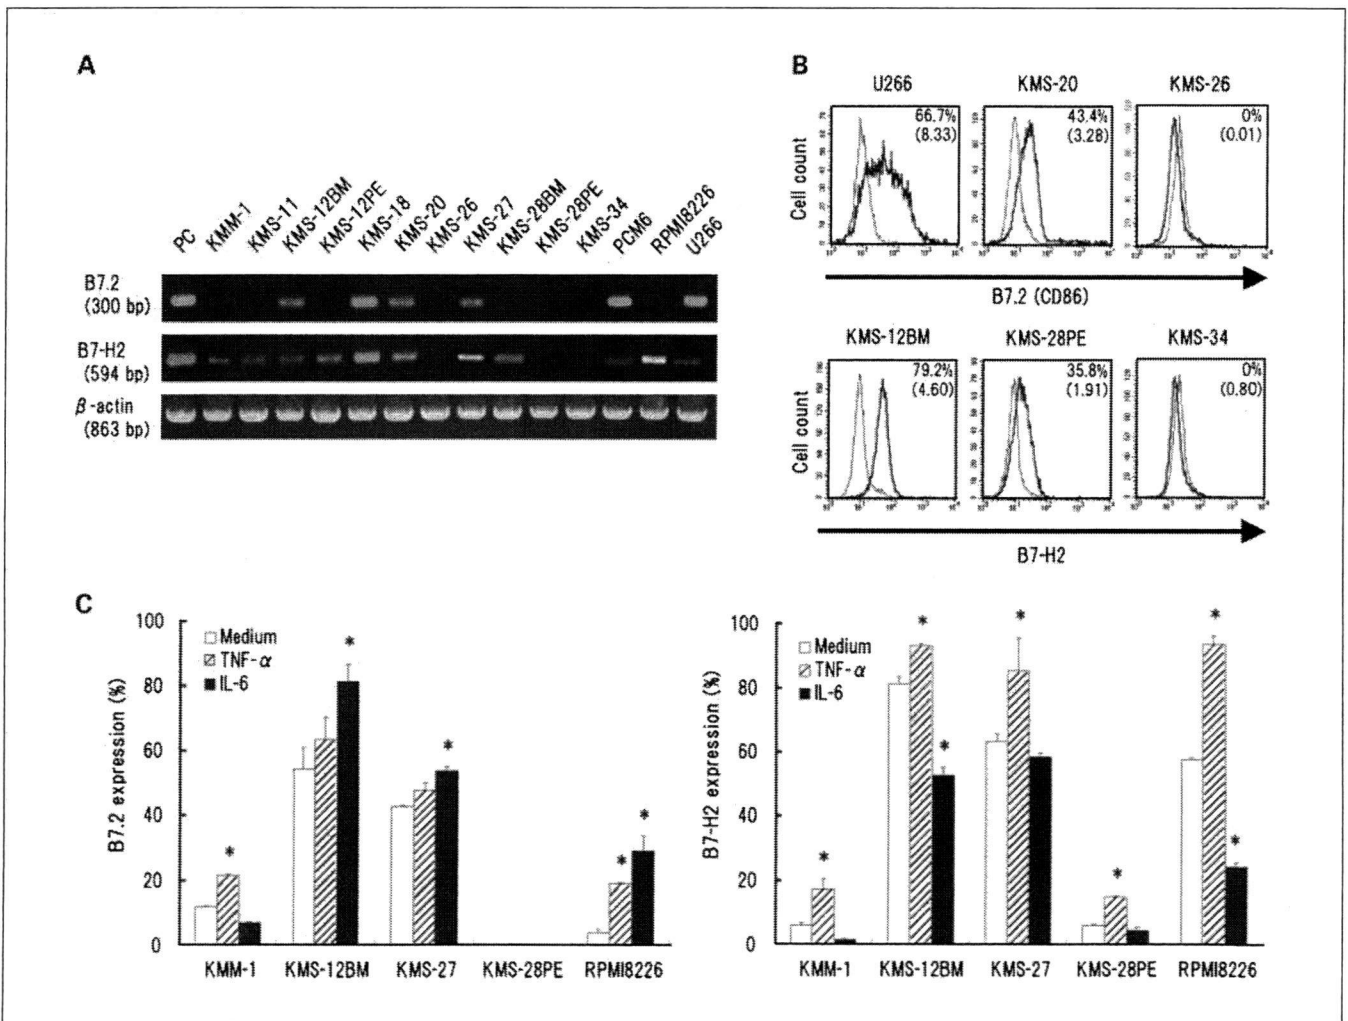 A
PC KMM-1 KMS-11 KMS-12BM KMS-12PE KMS-18 KMS-20 KMS-26 KMS-27 KMS-28BM KMS-28PE KMS-34 PCM6 RPMI8226 U266
B7.2
(300 bp)
B7-H2
(594 bp)
β-actin
(863 bp)
B
U266 KMS-20 KMS-26
66.7% 43.4% 0%
(8.33) (3.28) (0.01)
Cell count
B7.2 (CD86)
KMS-12BM KMS-28PE KMS-34
79.2% 35.8% 0%
(4.60) (1.91) (0.80)
Cell count
B7-H2
C
B7.2 expression (%)
100
80
60
40
20
0
Medium
TNF-α
IL-6
* * * * *
KMM-1 KMS-12BM KMS-27 KMS-28PE RPMI8226
B7-H2 expression (%)
100
80
60
40
20
0
Medium
TNF-α
IL-6
* * * * * * *
KMM-1 KMS-12BM KMS-27 KMS-28PE RPMI8226